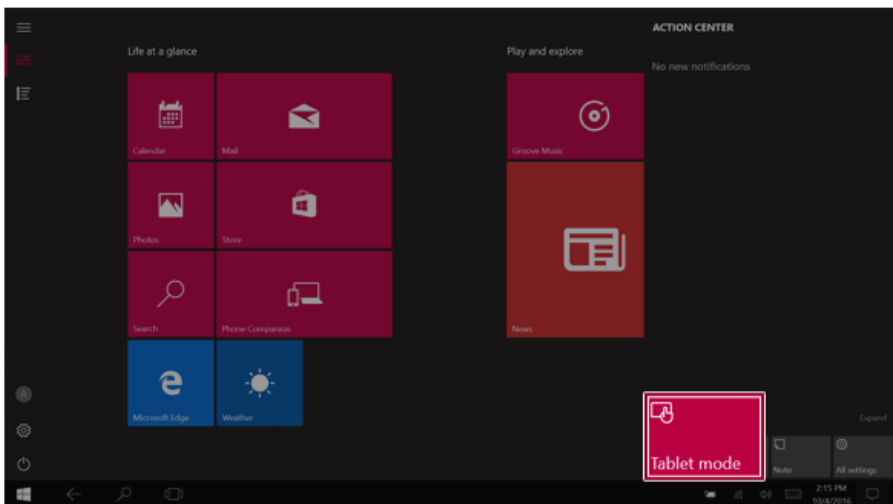 ACTION CENTER
No new notifications
Life at a glance
Play and explore
Calendar
Mail
Groove Music
Photos
Store
Search
Phone Companion
News
Microsoft Edge
Weather
Expand
Tablet mode
Note
All settings
2:15 PM
10/4/2016